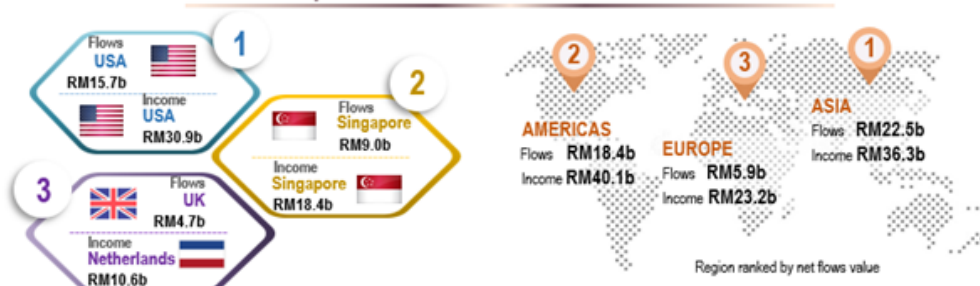 1
Flows
USA
RM15.7b
Income
USA
RM30.9b
2
Flows
Singapore
RM9.0b
Income
Singapore
RM18.4b
3
Flows
UK
RM4.7b
Income
Netherlands
RM10.6b
2
AMERICAS
Flows RM18.4b
Income RM40.1b
3
EUROPE
Flows RM5.9b
Income RM23.2b
1
ASIA
Flows RM22.5b
Income RM36.3b
Region ranked by net flows value